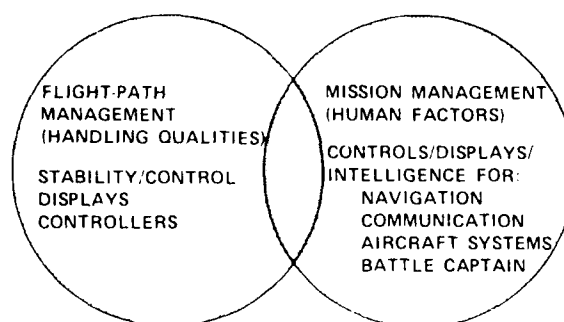 FLIGHT-PATH
MANAGEMENT
(HANDLING QUALITIES)
STABILITY/CONTROL
DISPLAYS
CONTROLLERS
MISSION MANAGEMENT
(HUMAN FACTORS)
CONTROLS/DISPLAYS/
INTELLIGENCE FOR:
NAVIGATION
COMMUNICATION
AIRCRAFT SYSTEMS
BATTLE CAPTAIN